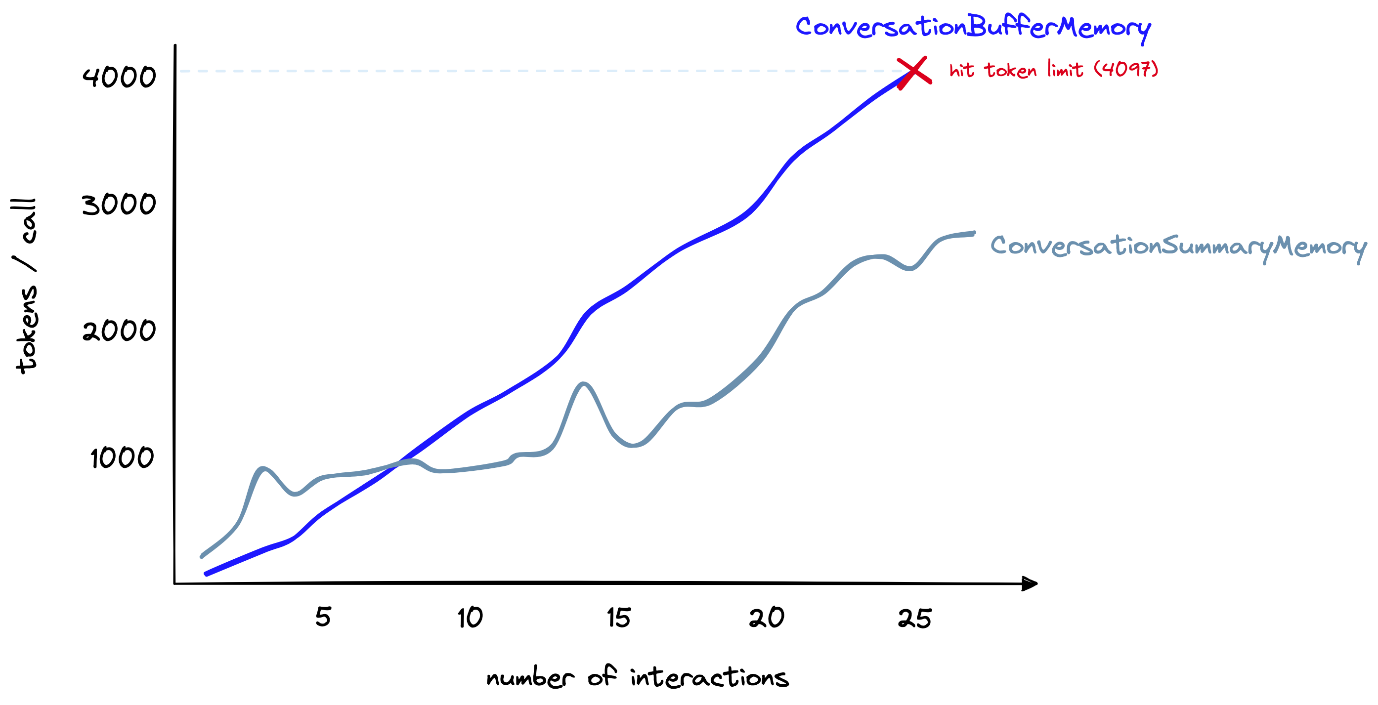 ConversationBufferMemory
4000
hit token limit (4097)
3000
tokens / call
ConversationSummaryMemory
2000
1000
5 10 15 20 25
number of interactions